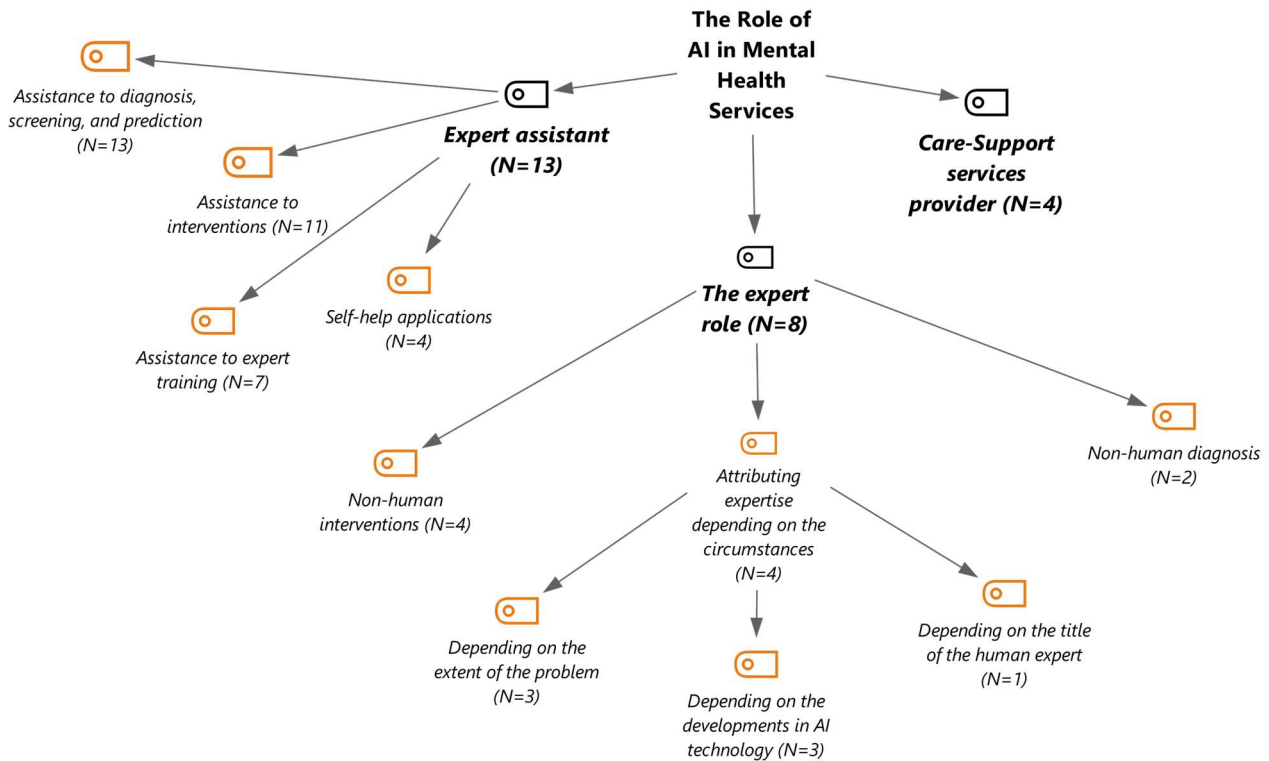 The Role of
AI in Mental
Health
Services
Assistance to diagnosis,
screening, and prediction
(N=13)
Expert assistant
(N=13)
Care-Support
services
provider (N=4)
Assistance to
interventions (N=11)
Self-help applications
(N=4)
Assistance to expert
training (N=7)
The expert
role (N=8)
Non-human
interventions (N=4)
Attributing
expertise
depending on the
circumstances
(N=4)
Non-human diagnosis
(N=2)
Depending on the
extent of the problem
(N=3)
Depending on the
developments in AI
technology (N=3)
Depending on the title
of the human expert
(N=1)